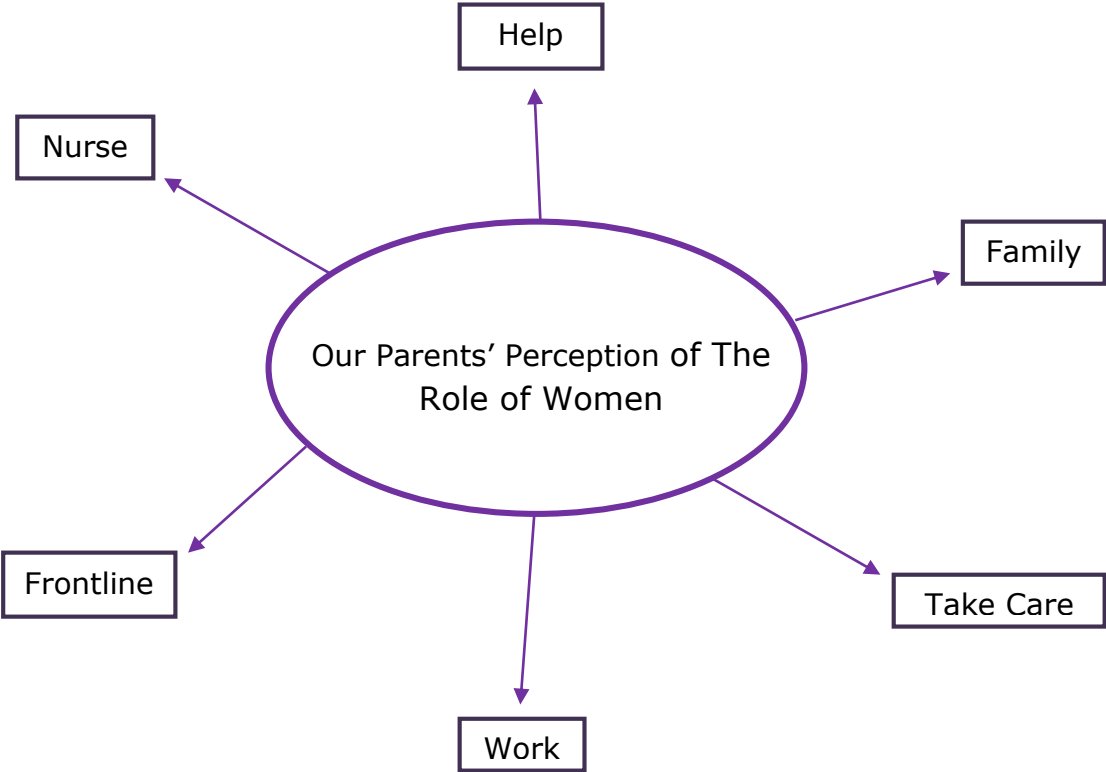 Help
Nurse
Family
Our Parents’ Perception of The
Role of Women
Frontline
Take Care
Work